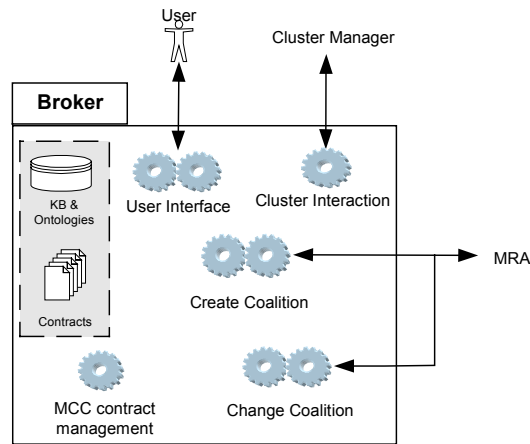 User
Cluster Manager
Broker
KB &
Ontologies
User Interface
Cluster Interaction
Create Coalition
MRA
Contracts
MCC contract
management
Change Coalition